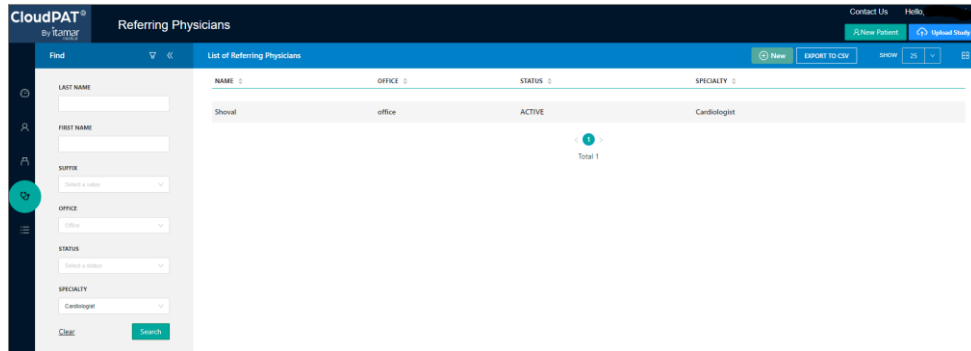 CloudPAT®
By itamar
medical
Referring Physicians
Contact Us Hello,
New Patient
Upload Study
Find
List of Referring Physicians
New
EXPORT TO CSV
SHOW
25
LAST NAME
FIRST NAME
SUFFIX
Select a value
OFFICE
Office
STATUS
Select a status
SPECIALTY
Cardiologist
Clear
Search
NAME OFFICE STATUS SPECIALTY
Shoval office ACTIVE Cardiologist
< 1 >
Total 1